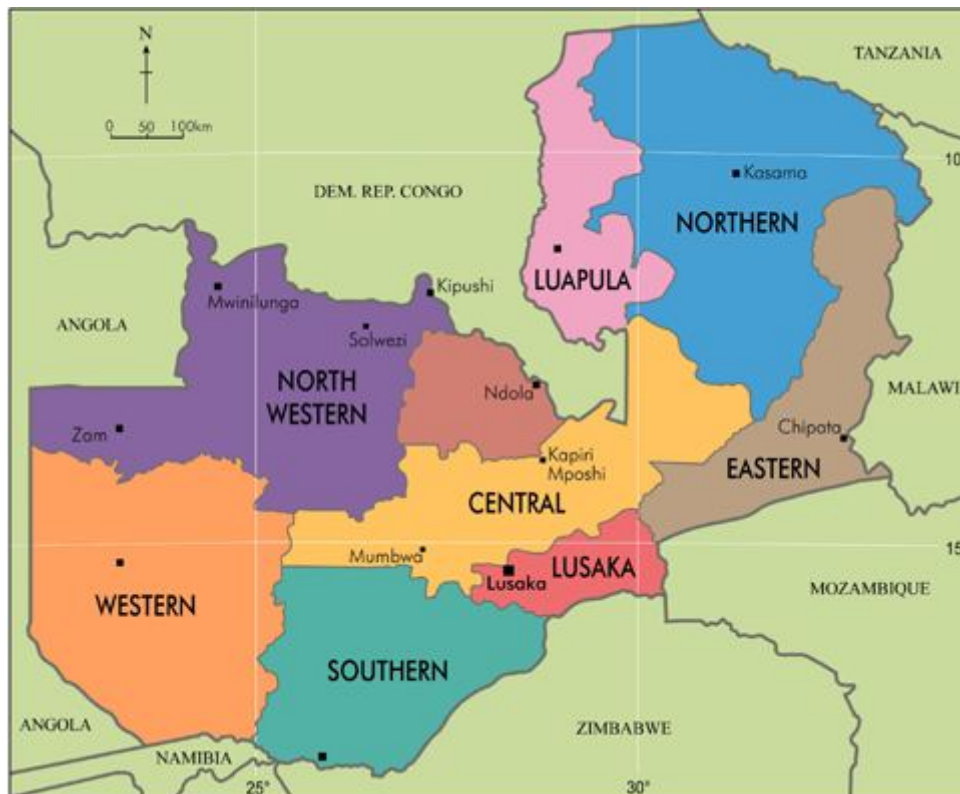 N
0 50 100km
TANZANIA
10
DEM. REP. CONGO
Kasama
NORTHERN
LUAPULA
Mwinilunga
Kipushi
ANGOLA
Solwezi
NORTH
WESTERN
Ndola
MALAWI
Zam
Chipata
Kapiri
Mposhi
EASTERN
CENTRAL
15
Mumbwa
LUSAKA
Lusaka
MOZAMBIQUE
WESTERN
SOUTHERN
ANGOLA
ZIMBABWE
NAMIBIA
25°
30°